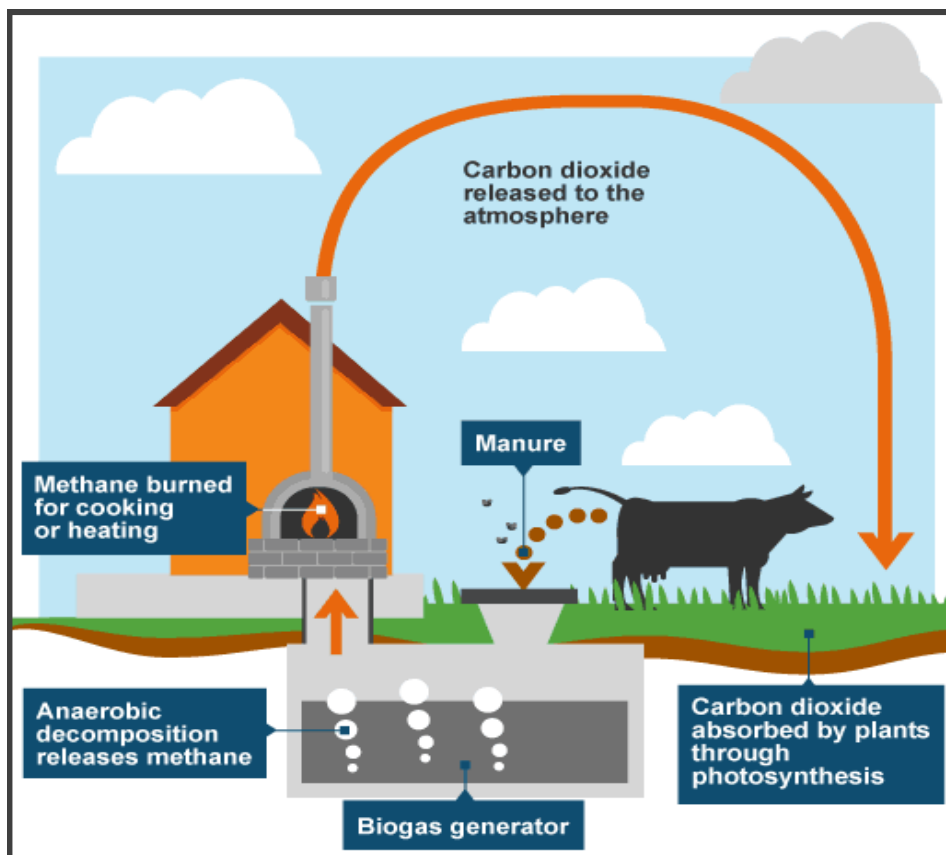 Carbon dioxide
released to the
atmosphere
Manure
Methane burned
for cooking
or heating
Anaerobic
decomposition
releases methane
Carbon dioxide
absorbed by plants
through
photosynthesis
Biogas generator